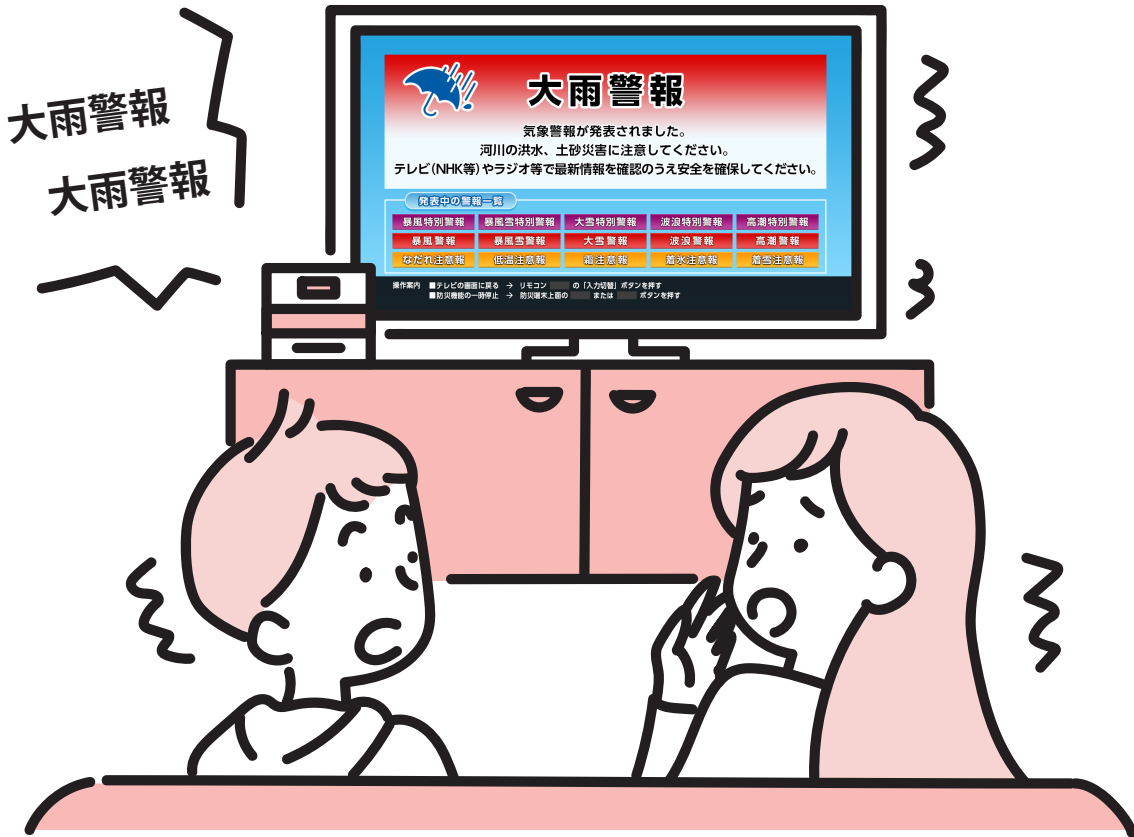 大雨警報
大雨警報
大雨警報
気象警報が発表されました。
河川の洪水、土砂災害に注意してください。
テレビ(NHK等)やラジオ等で最新情報を確認のうえ安全を確保してください。
発表中の警報一覧
暴風特別警報 暴風雪特別警報 大雪特別警報 波浪特別警報 高潮特別警報
暴風警報 暴風雪警報 大雪警報 波浪警報 高潮警報
なだれ注意報 低温注意報 霜注意報 着氷注意報 着雪注意報
操作案内 ■テレビの画面に戻る → リモコン の「入力切替」ボタンを押す
■防災機能の一時停止 → 防災端末上面の または ボタンを押す